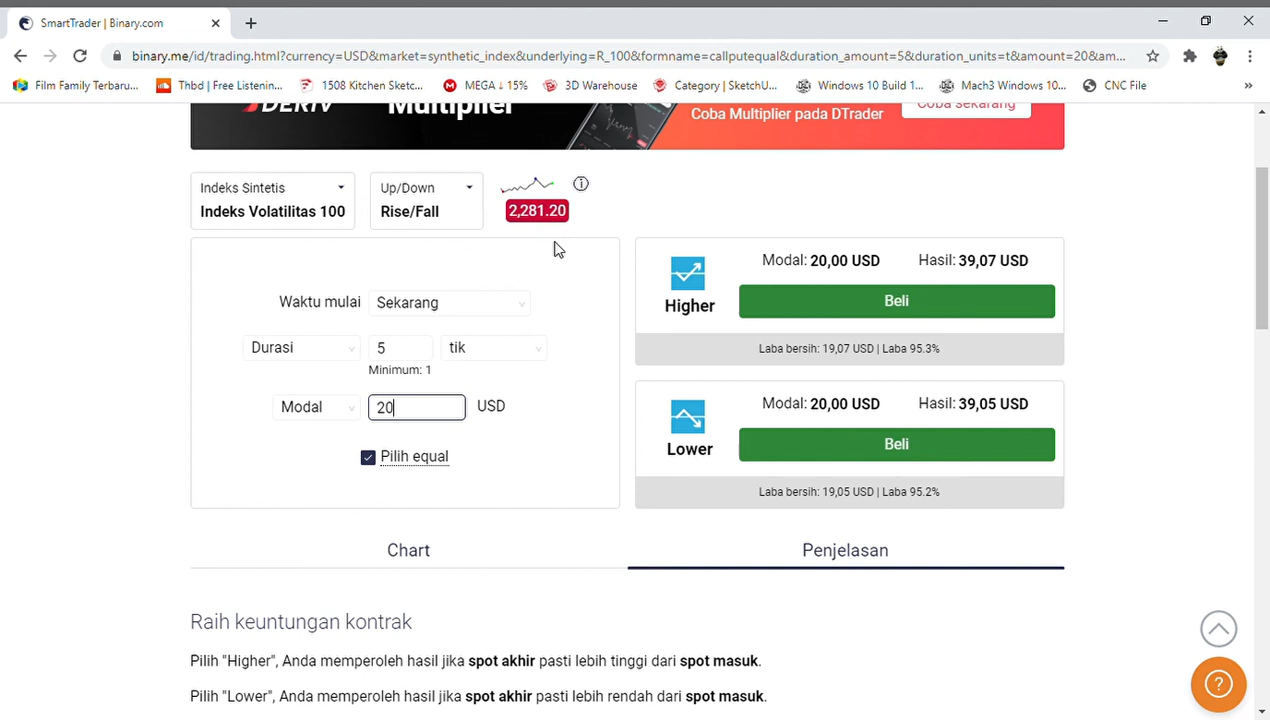 SmartTrader | Binary.com
binary.me/id/trading.html?currency=USD&market=synthetic_index&underlying=R_100&formname=callputequal&duration_amount=5&duration_units=t&amount=20&am...
Film Family Terbaru...
Thbd | Free Listenin...
1508 Kitchen Sketc...
MEGA ↓ 15%
3D Warehouse
Category | SketchU...
Windows 10 Build 1...
Mach3 Windows 10...
CNC File
»
DERIV
Multiplier
Coba Multiplier pada DTrader
Coba sekarang
Indeks Sintetis
Indeks Volatilitas 100
Up/Down
Rise/Fall
2,281.20
Waktu mulai
Sekarang
Durasi
5
tik
Minimum: 1
Modal
20
USD
Pilih equal
Higher
Modal: 20,00 USD
Hasil: 39,07 USD
Beli
Laba bersih: 19,07 USD | Laba 95.3%
Lower
Modal: 20,00 USD
Hasil: 39,05 USD
Beli
Laba bersih: 19,05 USD | Laba 95.2%
Chart
Penjelasan
Raih keuntungan kontrak
Pilih "Higher", Anda memperoleh hasil jika spot akhir pasti lebih tinggi dari spot masuk.
Pilih "Lower", Anda memperoleh hasil jika spot akhir pasti lebih rendah dari spot masuk.